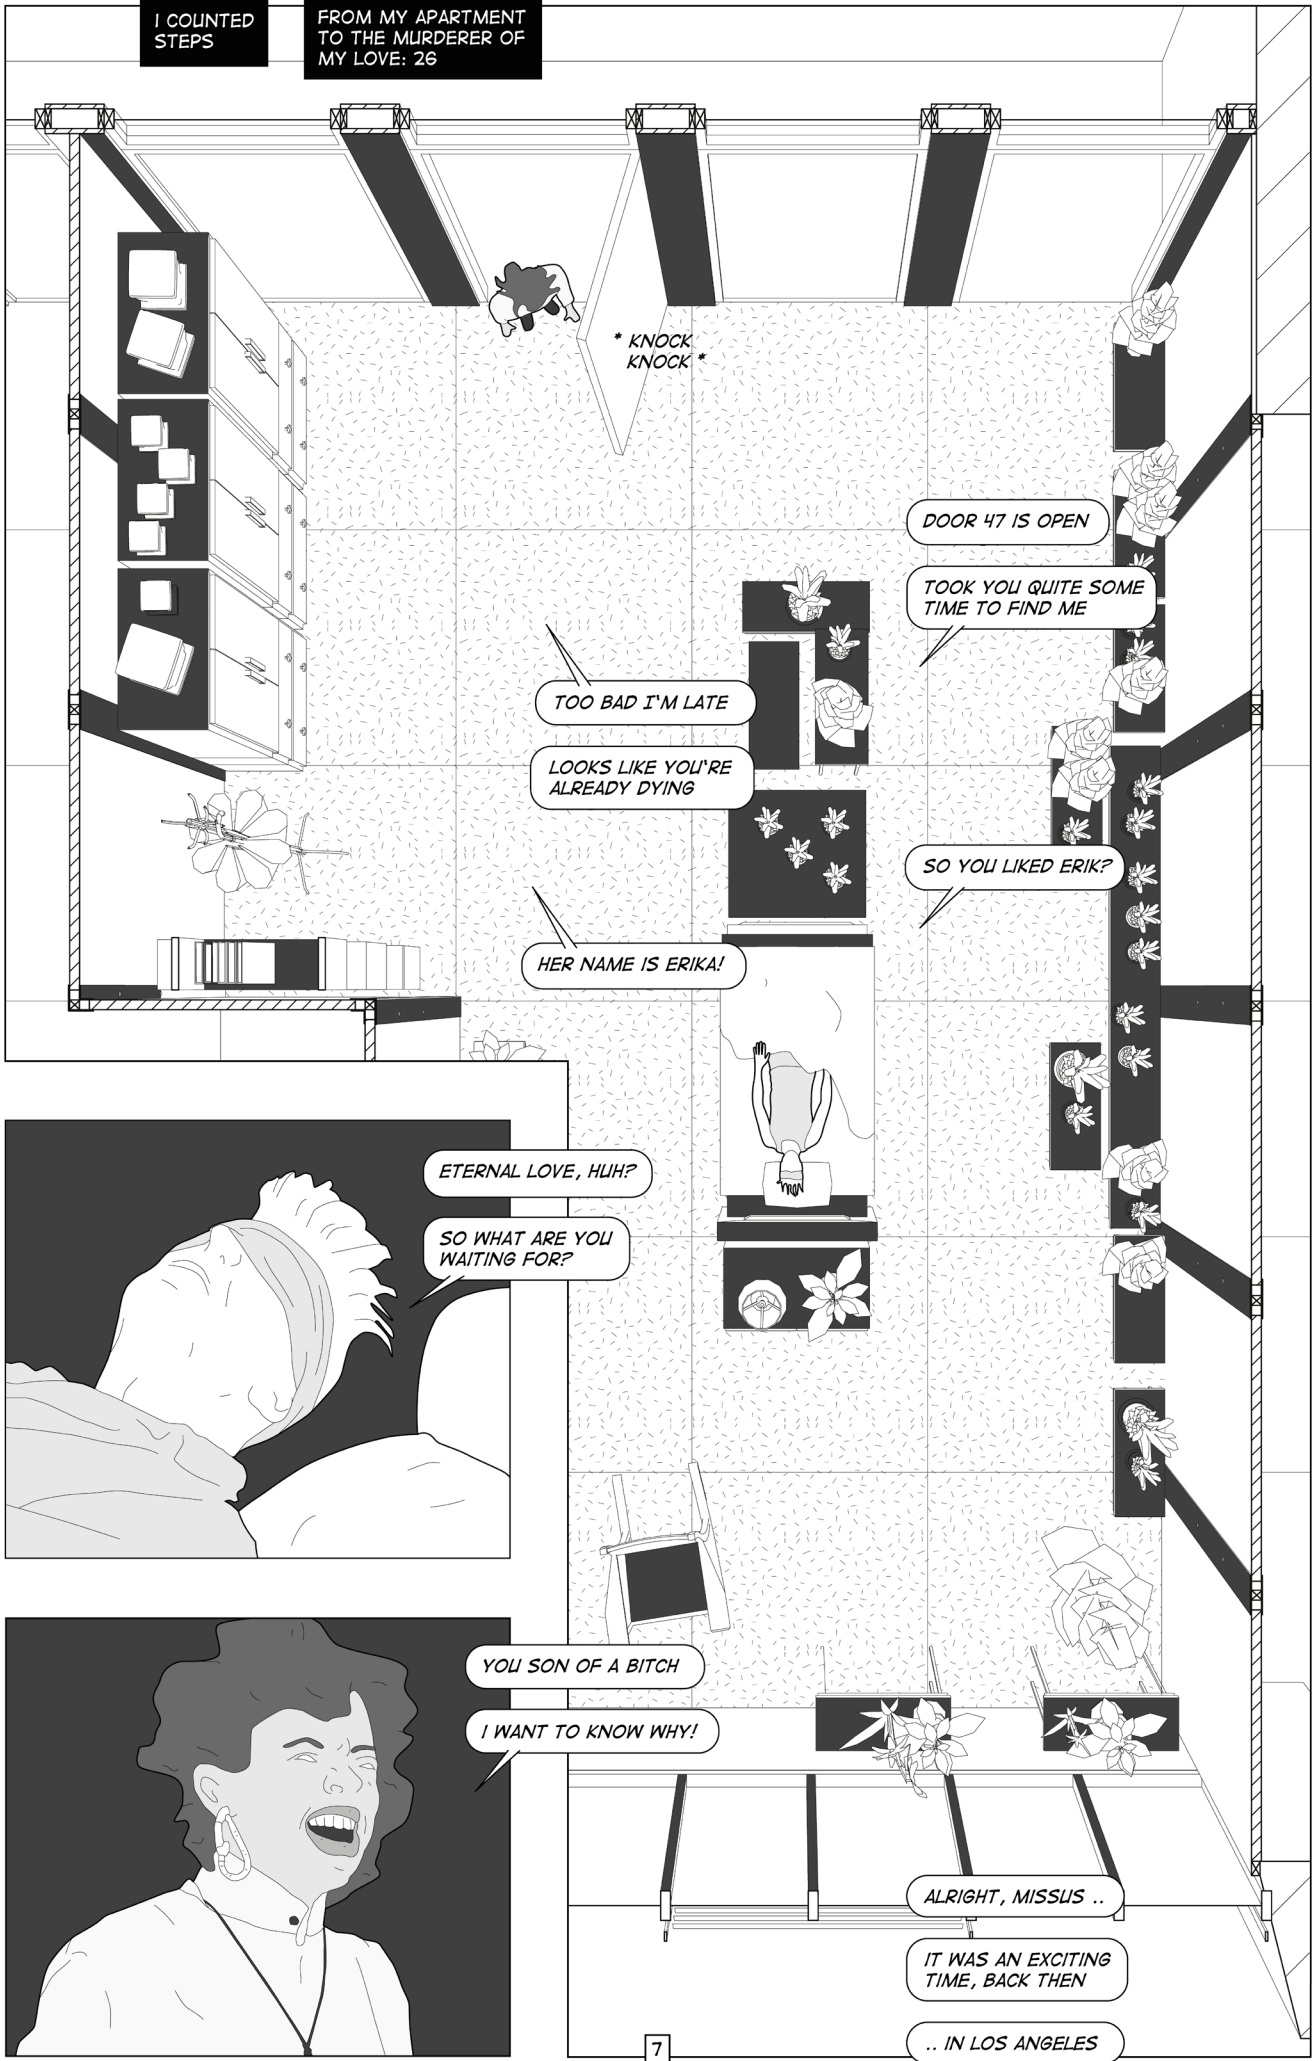 I COUNTED
STEPS
FROM MY APARTMENT
TO THE MURDERER OF
MY LOVE: 26
* KNOCK
KNOCK *
DOOR 47 IS OPEN
TOOK YOU QUITE SOME
TIME TO FIND ME
TOO BAD I'M LATE
LOOKS LIKE YOU'RE
ALREADY DYING
SO YOU LIKED ERIK?
HER NAME IS ERIKA!
ETERNAL LOVE, HUH?
SO WHAT ARE YOU
WAITING FOR?
YOU SON OF A BITCH
I WANT TO KNOW WHY!
ALRIGHT, MISSUS ..
IT WAS AN EXCITING
TIME, BACK THEN
.. IN LOS ANGELES
7